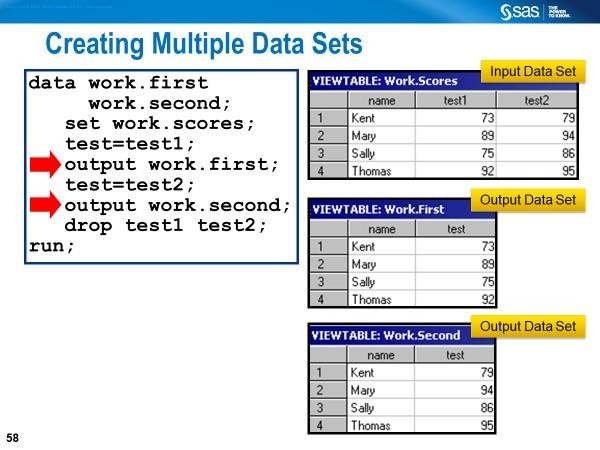 sas THE POWER TO KNOW.
Creating Multiple Data Sets
data work.first
work.second;
set work.scores;
test=test1;
output work.first;
test=test2;
output work.second;
drop test1 test2;
run;
Input Data Set
VIEWTABLE: Work.Scores
name test1 test2
1 Kent 73 79
2 Mary 89 94
3 Sally 75 86
4 Thomas 92 95
Output Data Set
VIEWTABLE: Work.First
name test
1 Kent 73
2 Mary 89
3 Sally 75
4 Thomas 92
Output Data Set
VIEWTABLE: Work.Second
name test
1 Kent 79
2 Mary 94
3 Sally 86
4 Thomas 95
58